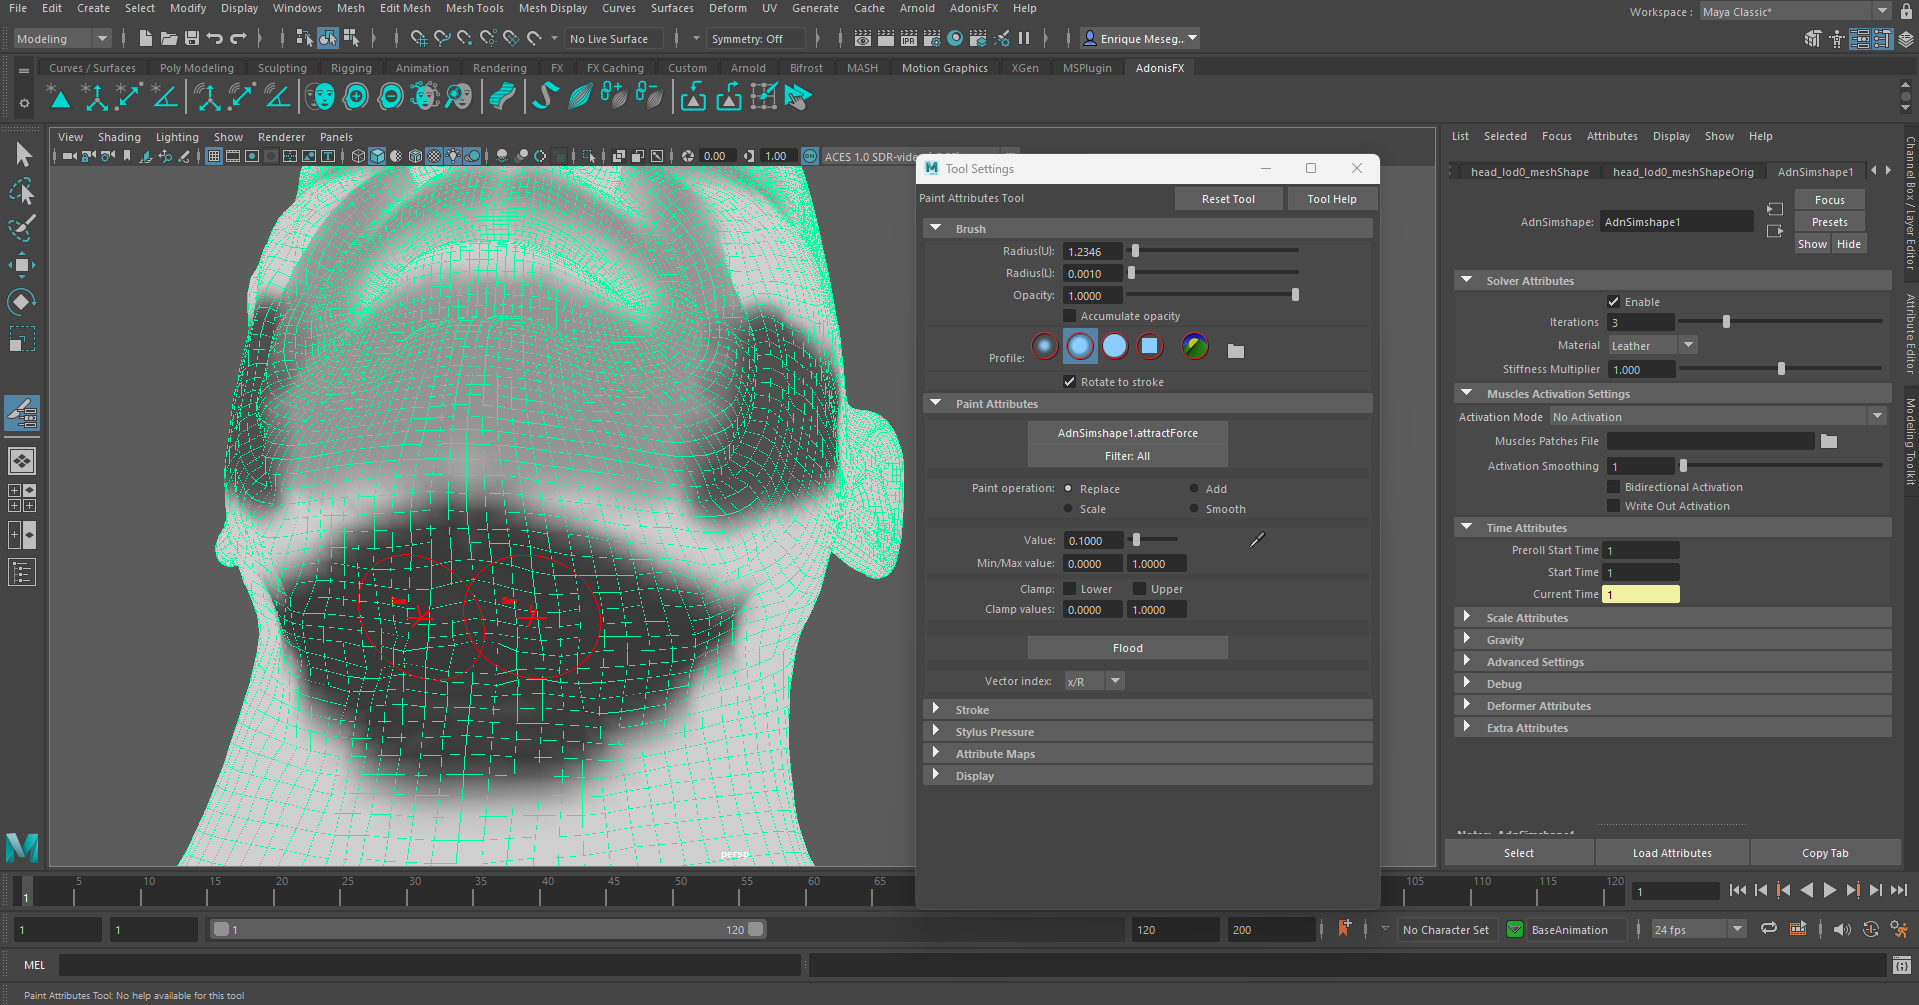 File Edit Create Select Modify Display Windows Mesh Edit Mesh Mesh Tools Mesh Display Curves Surfaces Deform UV Generate Cache Arnold AdonisFX Help
Workspace : Maya Classic*
Modeling No Live Surface Symmetry: Off IPR Enrique Meseg...
Curves / Surfaces Poly Modeling Sculpting Rigging Animation Rendering FX FX Caching Custom Arnold Bifrost MASH Motion Graphics XGen MSPlugin AdonisFX
View Shading Lighting Show Renderer Panels
0.00 1.00 ACES 1.0 SDR-vide
persp
Tool Settings
Paint Attributes Tool Reset Tool Tool Help
Brush
Radius(U): 1.2346
Radius(L): 0.0010
Opacity: 1.0000
Accumulate opacity
Profile:
Rotate to stroke
Paint Attributes
AdnSimshape1.attractForce
Filter: All
Paint operation: Replace Add
Scale Smooth
Value: 0.1000
Min/Max value: 0.0000 1.0000
Clamp: Lower Upper
Clamp values: 0.0000 1.0000
Flood
Vector index: x/R
Stroke
Stylus Pressure
Attribute Maps
Display
List Selected Focus Attributes Display Show Help
head_lod0_meshShape head_lod0_meshShapeOrig AdnSimshape1
Focus
AdnSimshape: AdnSimshape1 Presets
Show Hide
Solver Attributes
Enable
Iterations 3
Material Leather
Stiffness Multiplier 1.000
Muscles Activation Settings
Activation Mode No Activation
Muscles Patches File
Activation Smoothing 1
Bidirectional Activation
Write Out Activation
Time Attributes
Preroll Start Time 1
Start Time 1
Current Time 1
Scale Attributes
Gravity
Advanced Settings
Debug
Deformer Attributes
Extra Attributes
Notes: AdnSimshape1
Select Load Attributes Copy Tab
Channel Box / Layer Editor
Attribute Editor
Modeling Toolkit
1 5 10 15 20 25 30 35 40 45 50 55 60 65 105 110 115 120 1
1 1 1 120 120 200 No Character Set BaseAnimation 24 fps
MEL
Paint Attributes Tool: No help available for this tool